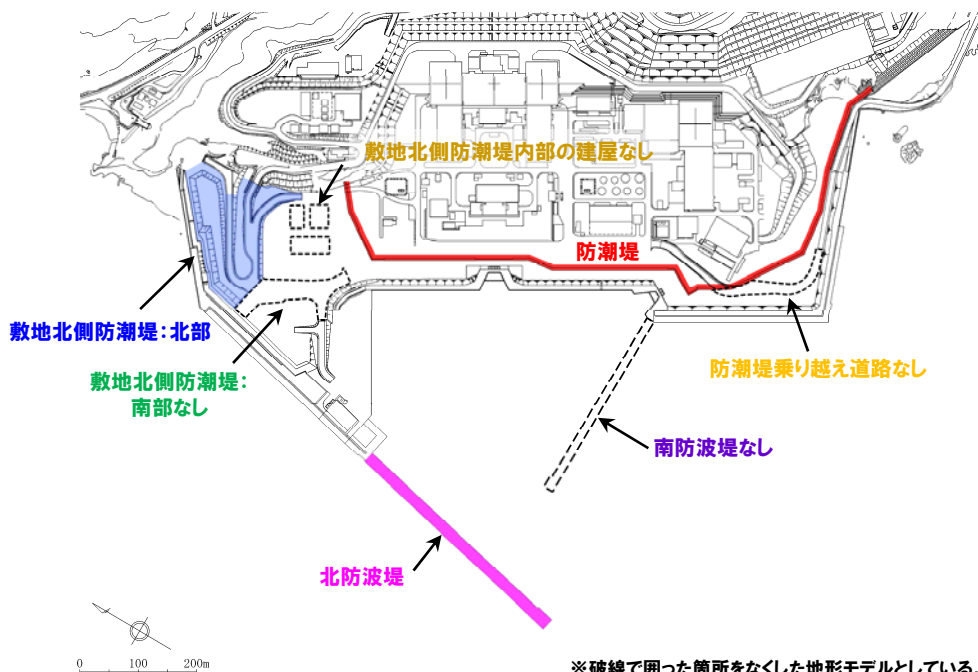 敷地北側防潮堤内部の建屋なし
防潮堤
敷地北側防潮堤：北部
敷地北側防潮堤：
南部なし
防潮堤乗り越え道路なし
南防波堤なし
北防波堤
0 100 200m
※破線で囲った箇所をなくした地形モデルとしている